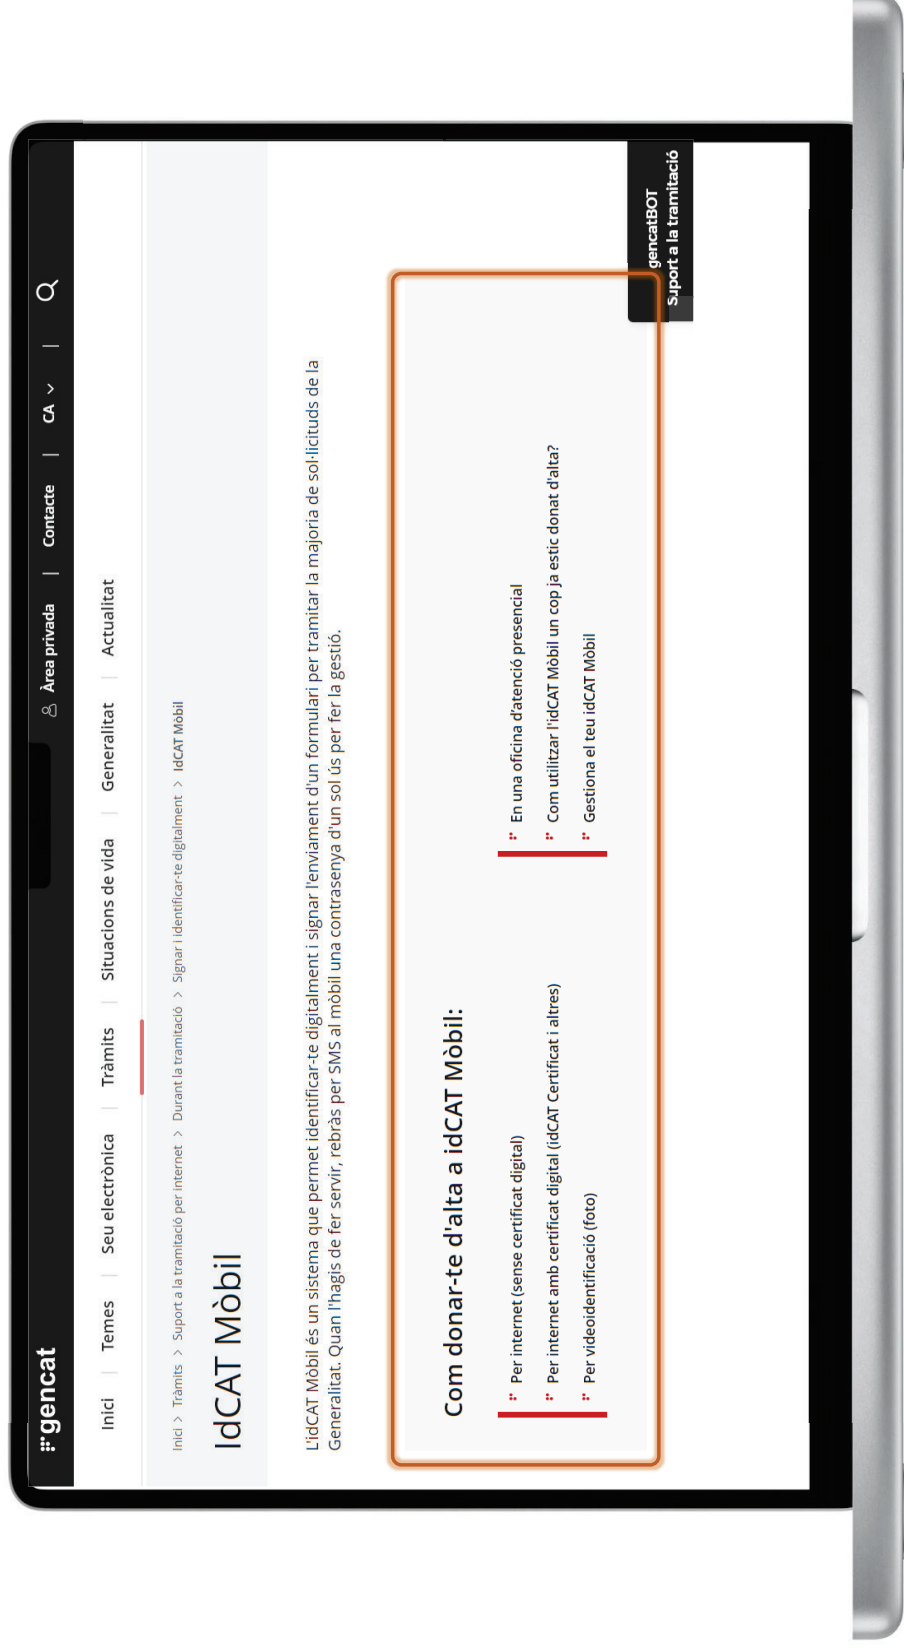 gencat
Àrea privada | Contacte | CA |
Inici | Temes | Seu electrònica | Tràmits | Situacions de vida | Generalitat | Actualitat
Inici > Tràmits > Suport a la tramitació per internet > Durant la tramitació > Signar i identificar-te digitalment > IdCAT Mòbil
IdCAT Mòbil
L'idCAT Mòbil és un sistema que permet identificar-te digitalment i signar l'enviament d'un formulari per tramitar la majoria de sol·licituds de la
Generalitat. Quan l'hagis de fer servir, rebràs per SMS al mòbil una contrasenya d'un sol ús per fer la gestió.
Com donar-te d'alta a idCAT Mòbil:
Per internet (sense certificat digital)
Per internet amb certificat digital (idCAT Certificat i altres)
Per videoidentificació (foto)
En una oficina d'atenció presencial
Com utilitzar l'idCAT Mòbil un cop ja estic donat d'alta?
Gestiona el teu idCAT Mòbil
gencatBOT
Suport a la tramitació